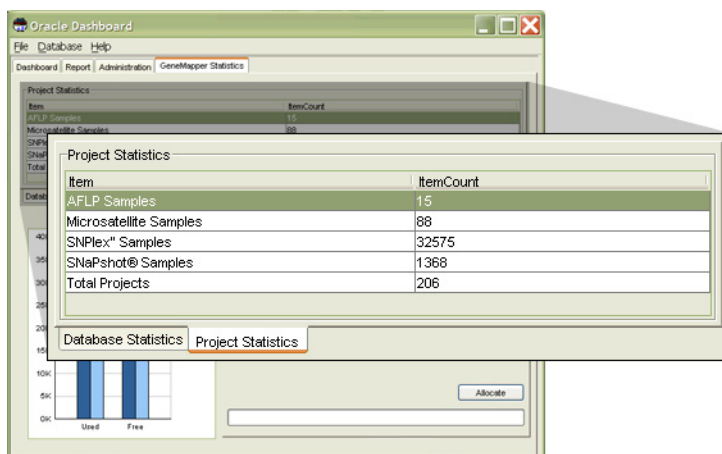 Oracle Dashboard
File Database Help
Dashboard Report Administration GeneMapper Statistics
Project Statistics
Item ItemCount
AFLP Samples 15
Microsatellite Samples 88
Total
Project Statistics
Item ItemCount
AFLP Samples 15
Microsatellite Samples 88
SNPlex" Samples 32575
SNaPshot® Samples 1368
Total Projects 206
Database Statistics Project Statistics
10K
5K
0K
Used Free
Allocate